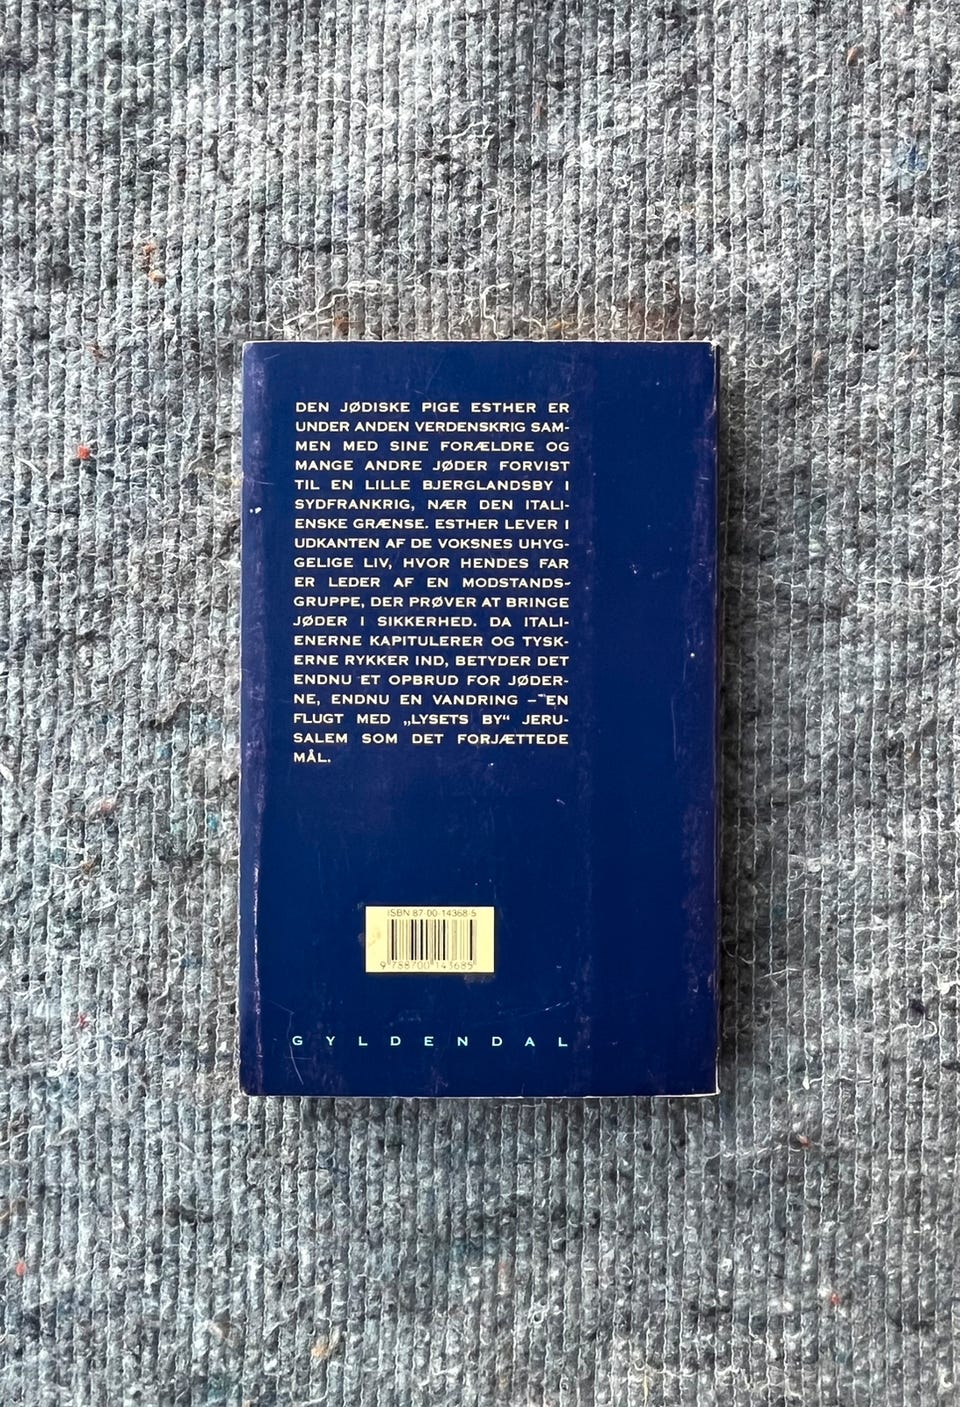 DEN JØDISKE PIGE ESTHER ER
UNDER ANDEN VERDENSKRIG SAM-
MEN MED SINE FORÆLDRE OG
MANGE ANDRE JØDER FORVIST
TIL EN LILLE BJERGLANDSBY I
SYDFRANKRIG, NÆR DEN ITALI-
ENSKE GRÆNSE. ESTHER LEVER I
UDKANTEN AF DE VOKSNES UHYG-
GELIGE LIV, HVOR HENDES FAR
ER LEDER AF EN MODSTANDS-
GRUPPE, DER PRØVER AT BRINGE
JØDER I SIKKERHED. DA ITALI-
ENERNE KAPITULERER OG TYSK-
ERNE RYKKER IND, BETYDER DET
ENDNU ET OPBRUD FOR JØDER-
NE, ENDNU EN VANDRING – EN
FLUGT MED „LYSETS BY“ JERU-
SALEM SOM DET FORJÆTTEDE
MÅL.
ISBN 87-00-14368-5
9 788700 143685
GYLDENDAL